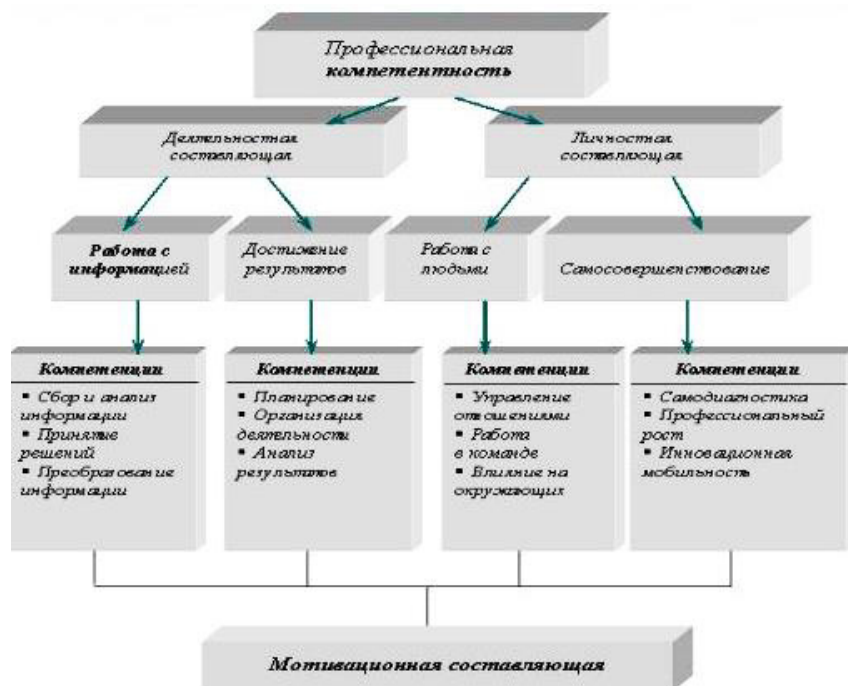 Профессиональная
компетентность
Деятельностная
составляющая
Личностная
составляющая
Работа с
информацией
Достижение
результатов
Работа с
людьми
Самосовершенствование
Компетенции
▪ Сбор и анализ
информации
▪ Принятие
решений
▪ Преобразование
информации
Компетенции
▪ Планирование
▪ Организация
деятельности
▪ Анализ
результатов
Компетенции
▪ Управление
отношениями
▪ Работа
в команде
▪ Влияние на
окружающих
Компетенции
▪ Самодиагностика
▪ Профессиональный
рост
▪ Инновационная
мобильность
Мотивационная составляющая